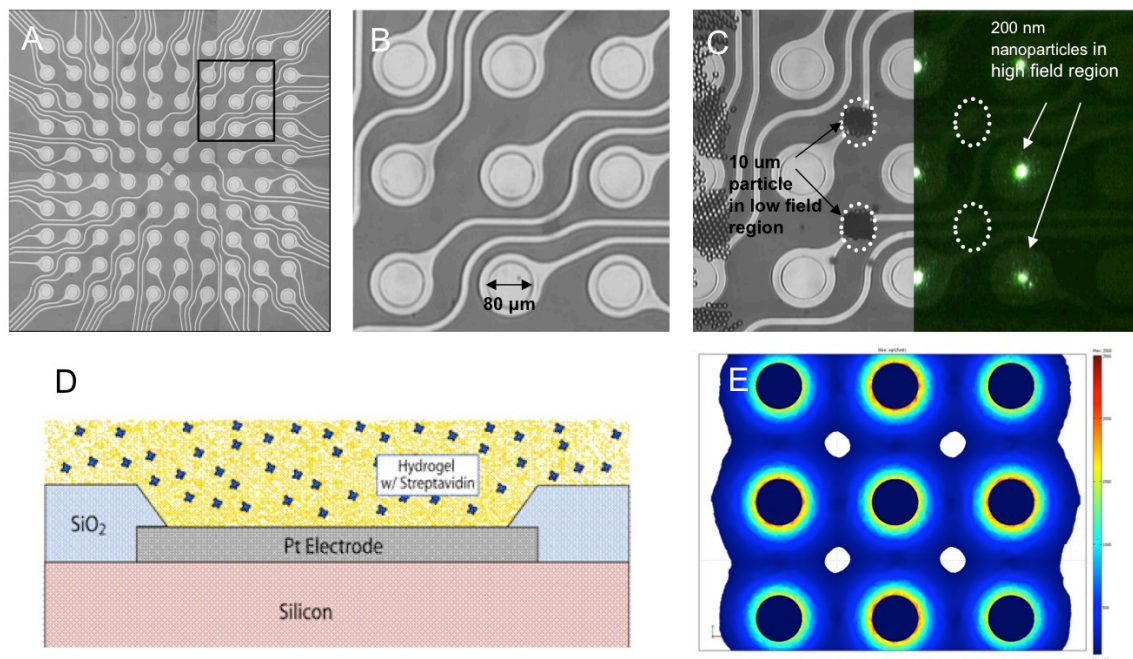 A
B
80 µm
C
200 nm
nanoparticles in
high field region
10 um
particle
in low field
region
D
Hydrogel
w/ Streptavidin
SiO2
Pt Electrode
Silicon
E